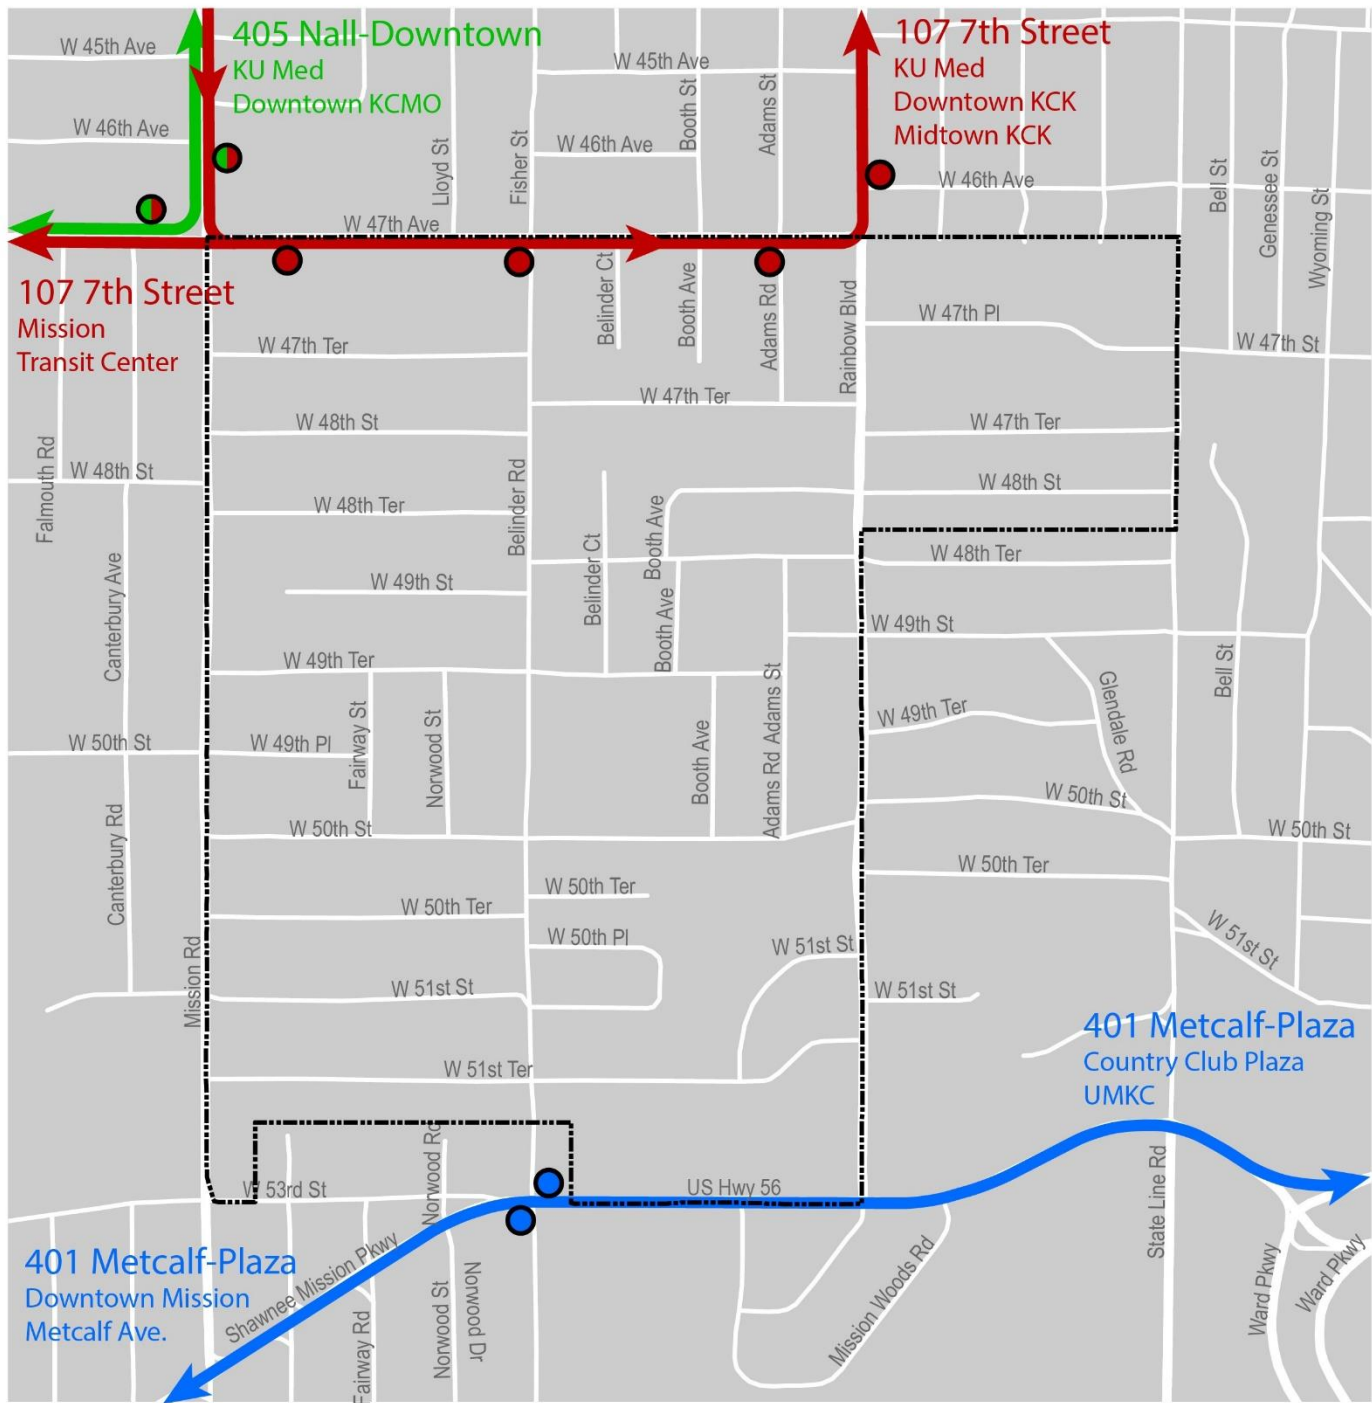 405 Nall-Downtown
KU Med
Downtown KCMO
107 7th Street
KU Med
Downtown KCK
Midtown KCK
W 45th Ave
W 45th Ave
W 46th Ave
W 46th Ave
W 46th Ave
Lloyd St
Fisher St
Booth St
Adams St
Bell St
Genessee St
Wyoming St
W 47th Ave
107 7th Street
Mission
Transit Center
Belinder Ct
Booth Ave
Adams Rd
Rainbow Blvd
W 47th Pl
W 47th St
W 47th Ter
W 47th Ter
W 47th Ter
W 48th St
W 48th St
W 48th St
Falmouth Rd
W 48th Ter
Belinder Rd
Belinder Ct
Booth Ave
W 48th Ter
W 49th St
Booth Ave
W 49th St
Canterbury Ave
W 49th Ter
Adams St
Bell St
Glendale Rd
W 49th Ter
W 50th St
W 49th Pl
Fairway St
Norwood St
Booth Ave
Adams Rd
W 50th St
W 50th St
W 50th St
Canterbury Rd
W 50th Ter
W 50th Ter
W 50th Ter
W 50th Pl
W 51st St
W 51st St
Mission Rd
W 51st St
W 51st St
401 Metcalf-Plaza
Country Club Plaza
UMKC
W 51st Ter
Norwood Rd
W 53rd St
US Hwy 56
State Line Rd
401 Metcalf-Plaza
Downtown Mission
Metcalf Ave.
Shawnee Mission Pkwy
Fairway Rd
Norwood St
Norwood Dr
Mission Woods Rd
Ward Pkwy
Ward Pkwy